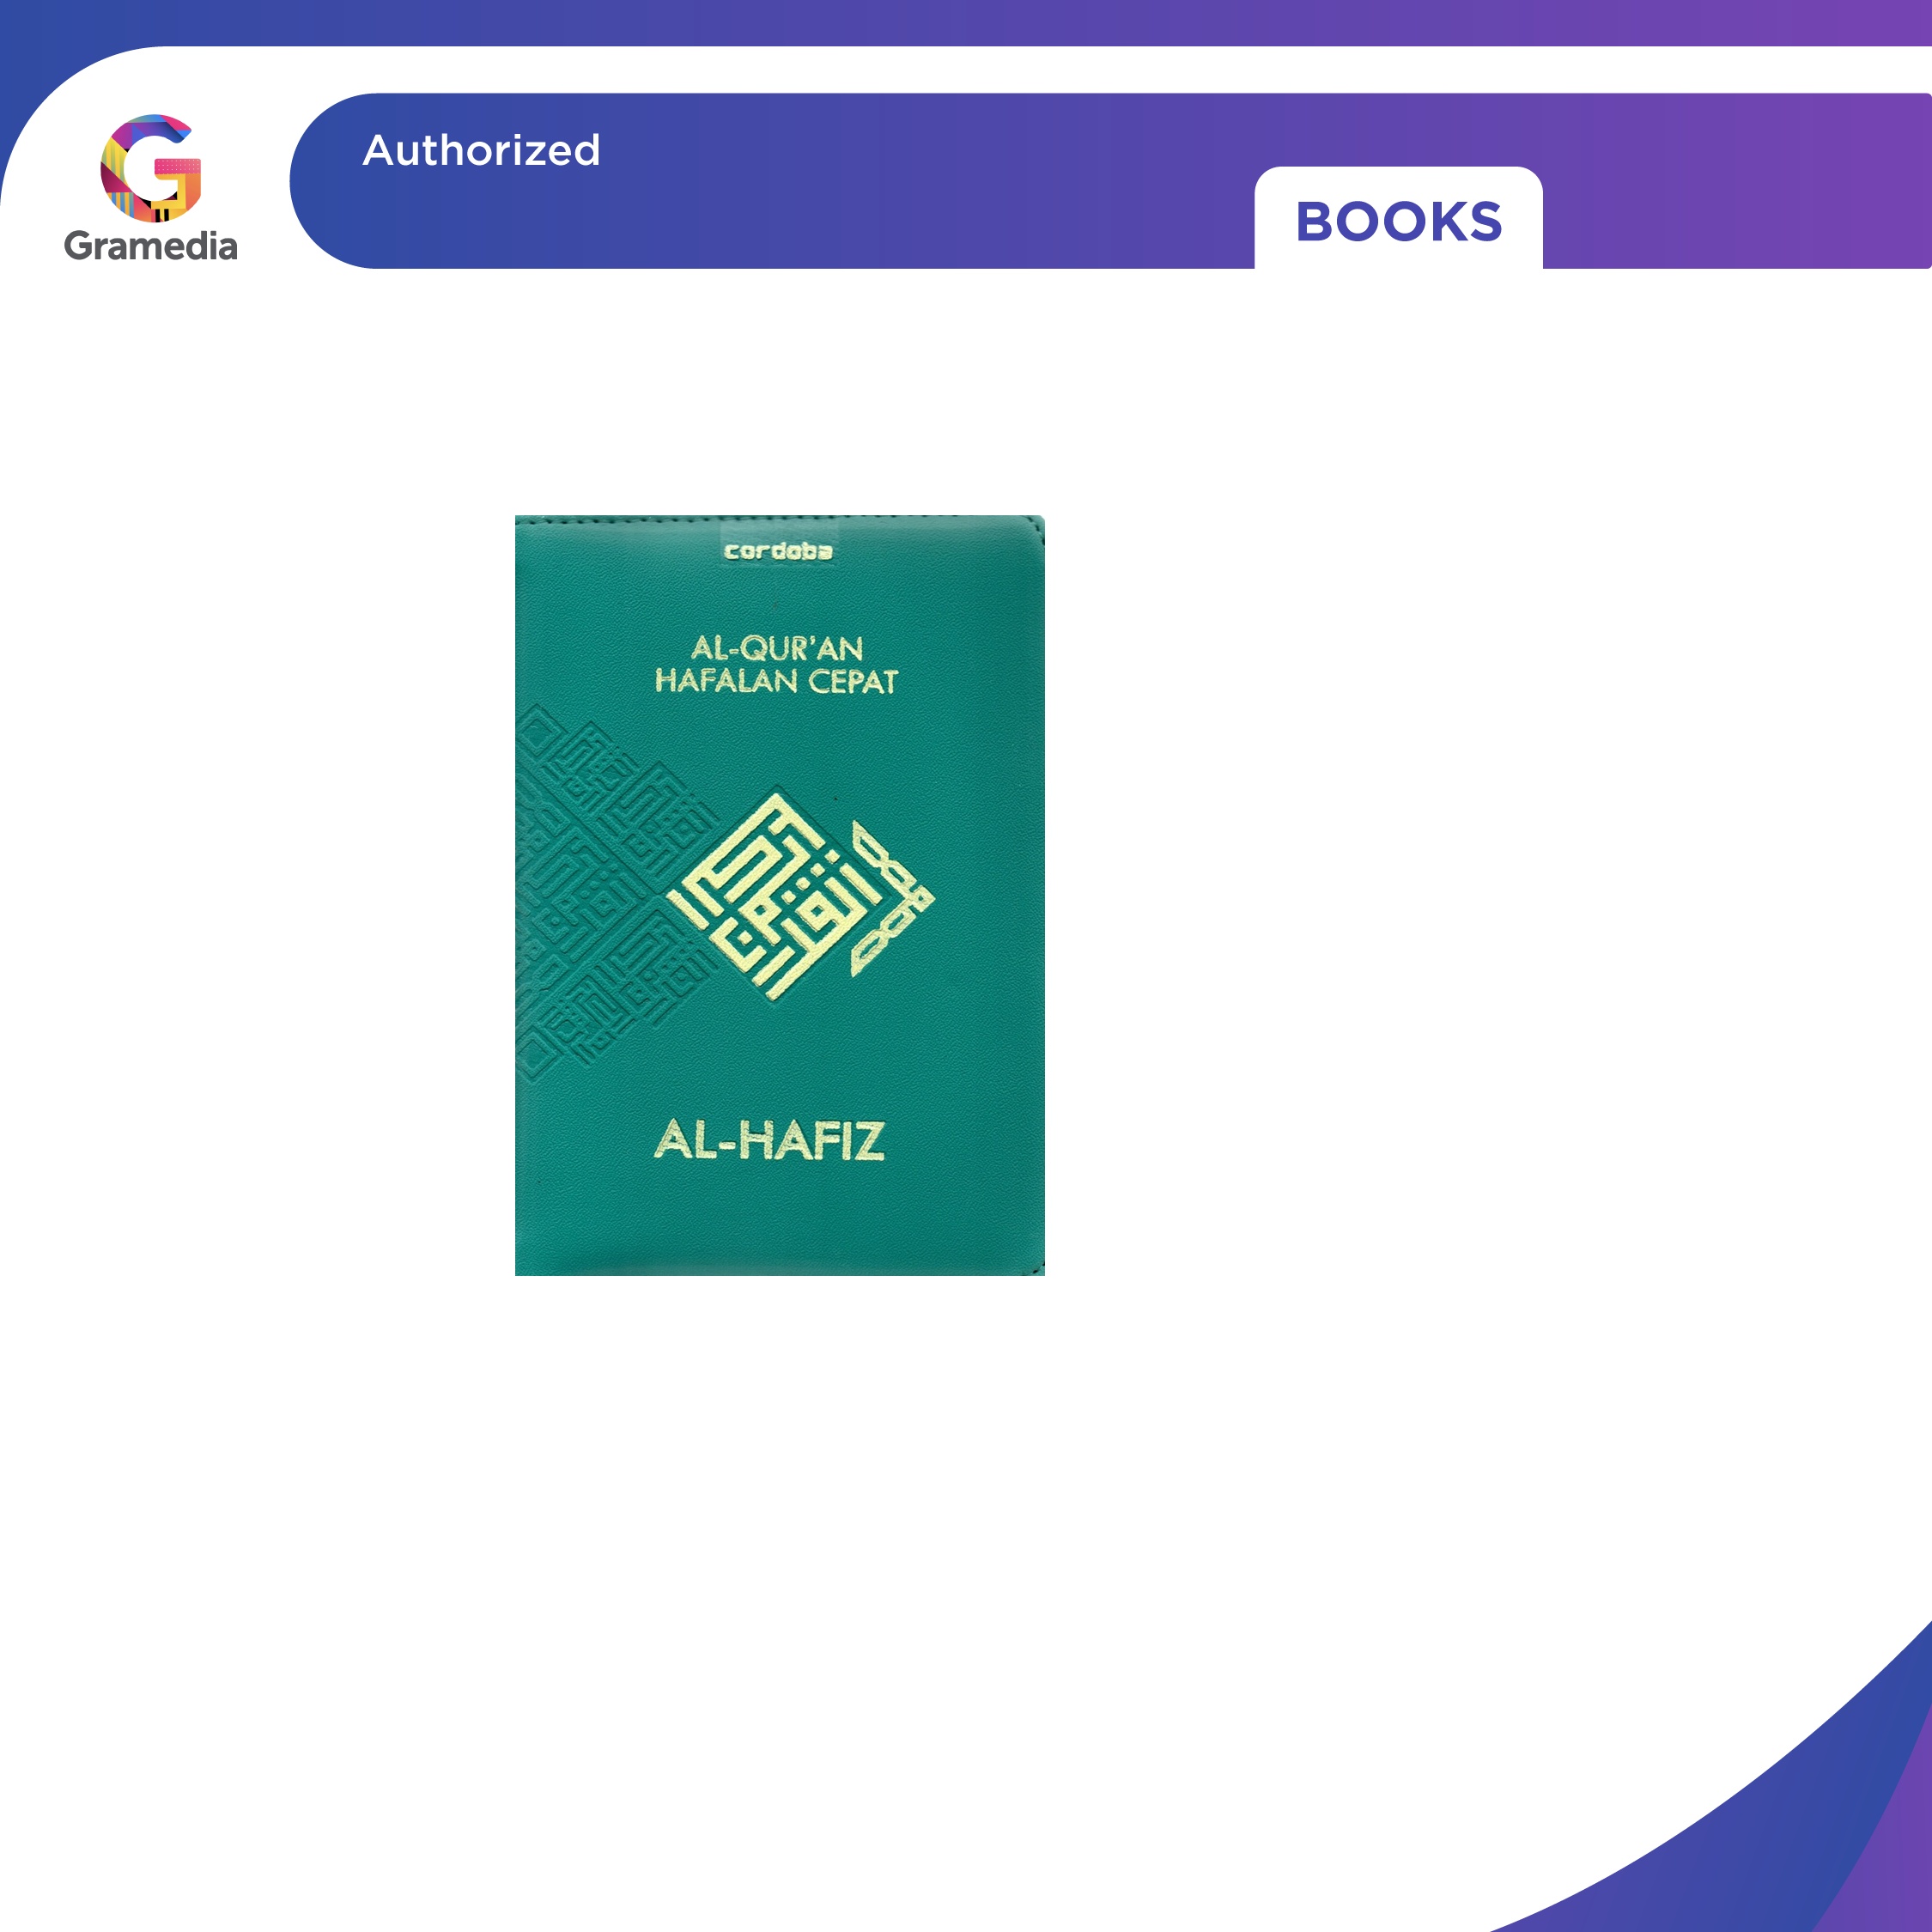 Gramedia
Authorized
BOOKS
cordoba
AL-QUR'AN
HAFALAN CEPAT
AL-HAFIZ